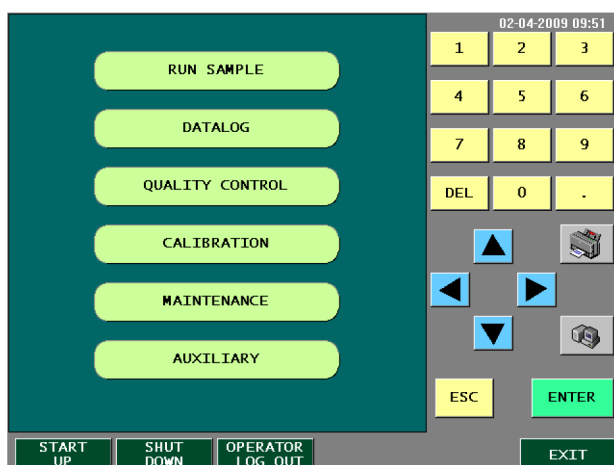 02-04-2009 09:51
RUN SAMPLE
DATALOG
QUALITY CONTROL
CALIBRATION
MAINTENANCE
AUXILIARY
1 2 3
4 5 6
7 8 9
DEL 0 .
ESC ENTER
START UP
SHUT DOWN
OPERATOR LOG OUT
EXIT